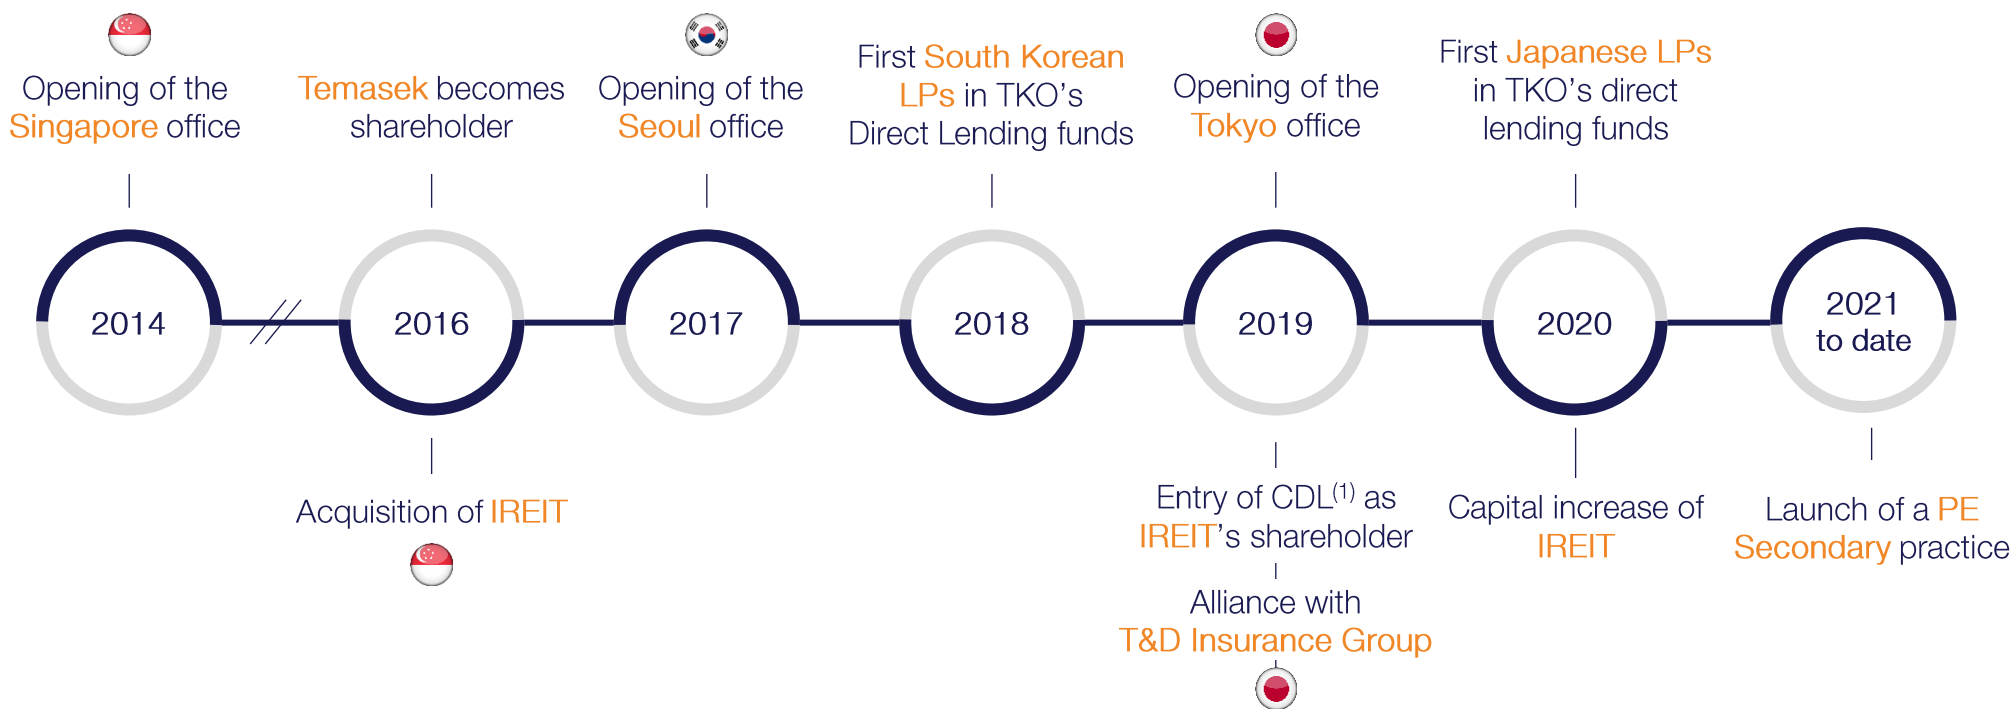 Opening of the
Singapore office
Temasek becomes
shareholder
Opening of the
Seoul office
First South Korean
LPs in TKO’s
Direct Lending funds
Opening of the
Tokyo office
First Japanese LPs
in TKO’s direct
lending funds
2014
2016
2017
2018
2019
2020
2021
to date
Acquisition of IREIT
Entry of CDL(1) as
IREIT’s shareholder
Alliance with
T&D Insurance Group
Capital increase of
IREIT
Launch of a PE
Secondary practice